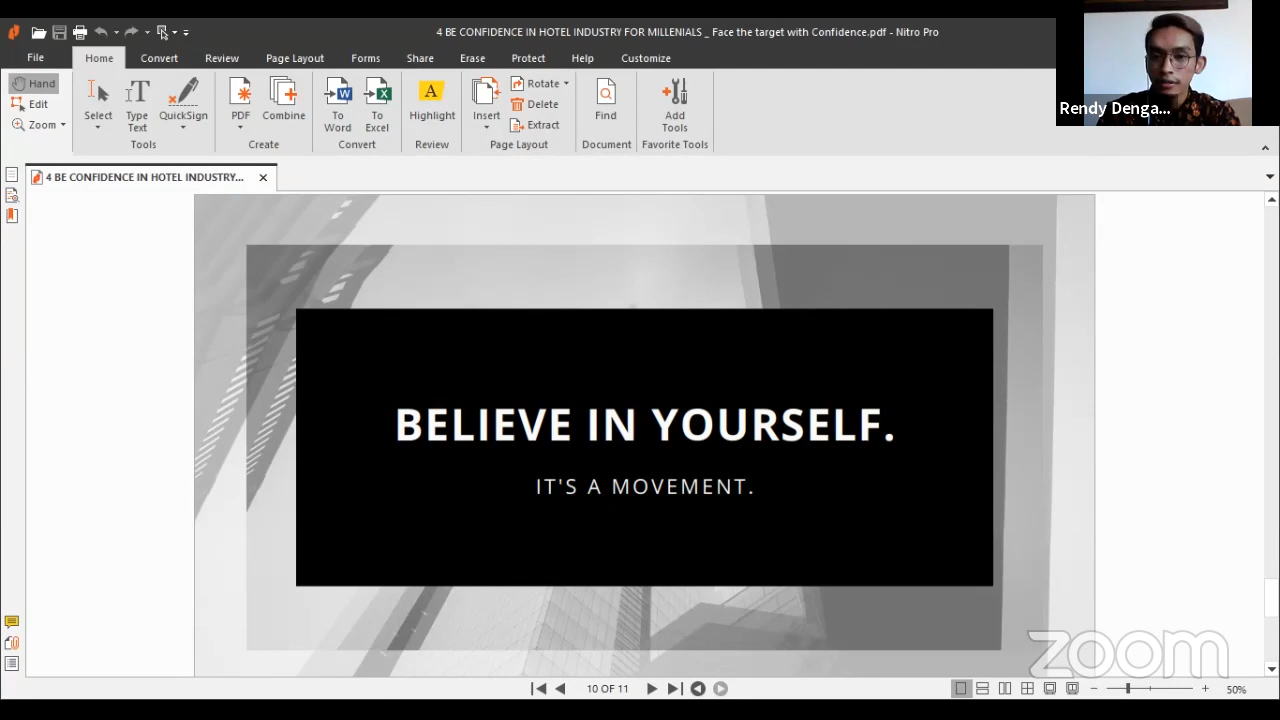 4 BE CONFIDENCE IN HOTEL INDUSTRY FOR MILLENIALS _ Face the target with Confidence.pdf - Nitro Pro
Rendy Denga...
File Home Convert Review Page Layout Forms Share Erase Protect Help Customize
Hand
Edit
Zoom
Select
Type Text
QuickSign
Tools
PDF
Combine
Create
To Word
To Excel
Convert
Highlight
Review
Insert
Rotate
Delete
Extract
Page Layout
Find
Document
Add Tools
Favorite Tools
4 BE CONFIDENCE IN HOTEL INDUSTRY...
BELIEVE IN YOURSELF.
IT'S A MOVEMENT.
zoom
10 OF 11
50%